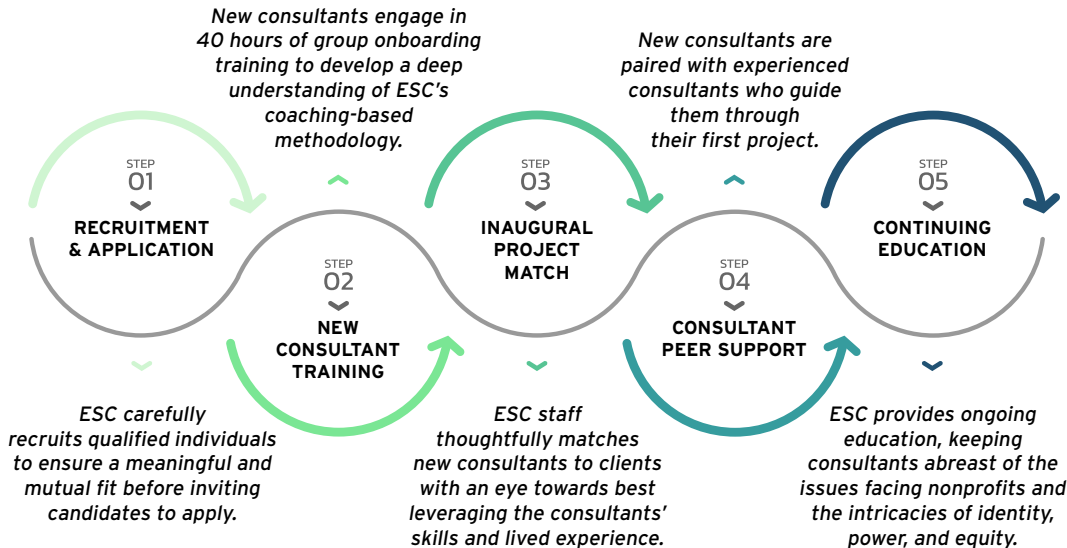 New consultants engage in
40 hours of group onboarding
training to develop a deep
understanding of ESC's
coaching-based
methodology.
New consultants are
paired with experienced
consultants who guide
them through
their first project.
STEP
01
RECRUITMENT
& APPLICATION
STEP
02
NEW
CONSULTANT
TRAINING
STEP
03
INAUGURAL
PROJECT
MATCH
STEP
04
CONSULTANT
PEER SUPPORT
STEP
05
CONTINUING
EDUCATION
ESC carefully
recruits qualified individuals
to ensure a meaningful and
mutual fit before inviting
candidates to apply.
ESC staff
thoughtfully matches
new consultants to clients
with an eye towards best
leveraging the consultants'
skills and lived experience.
ESC provides ongoing
education, keeping
consultants abreast of the
issues facing nonprofits and
the intricacies of identity,
power, and equity.